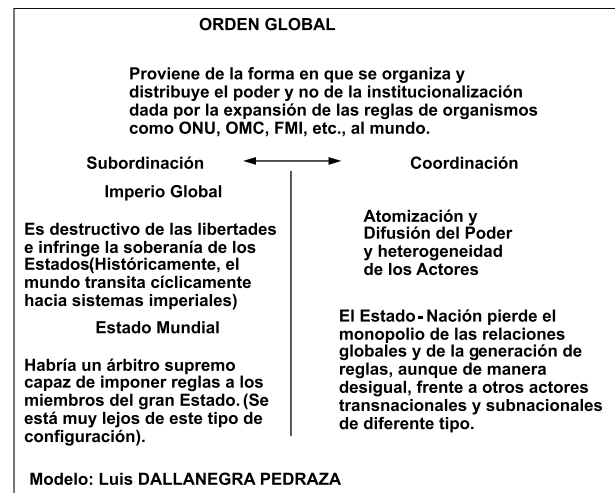 ORDEN GLOBAL
Proviene de la forma en que se organiza y
distribuye el poder y no de la institucionalización
dada por la expansión de las reglas de organismos
como ONU, OMC, FMI, etc., al mundo.
Subordinación
Imperio Global
Es destructivo de las libertades
e infringe la soberanía de los
Estados(Históricamente, el
mundo transita cíclicamente
hacia sistemas imperiales)
Estado Mundial
Habría un árbitro supremo
capaz de imponer reglas a los
miembros del gran Estado. (Se
está muy lejos de este tipo de
configuración).
Coordinación
Atomización y
Difusión del Poder
y heterogeneidad
de los Actores
El Estado-Nación pierde el
monopolio de las relaciones
globales y de la generación de
reglas, aunque de manera
desigual, frente a otros actores
transnacionales y subnacionales
de diferente tipo.
Modelo: Luis DALLANEGRA PEDRAZA